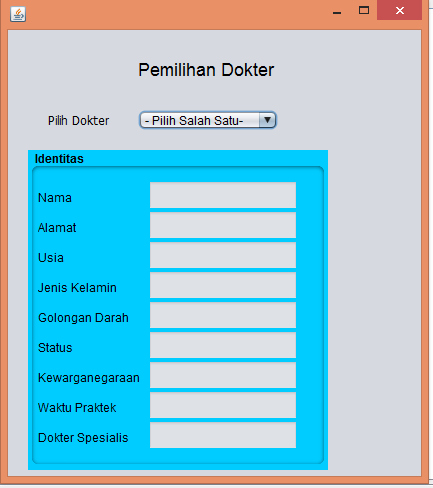 Pemilihan Dokter
Pilih Dokter - Pilih Salah Satu-
Identitas
Nama
Alamat
Usia
Jenis Kelamin
Golongan Darah
Status
Kewarganegaraan
Waktu Praktek
Dokter Spesialis